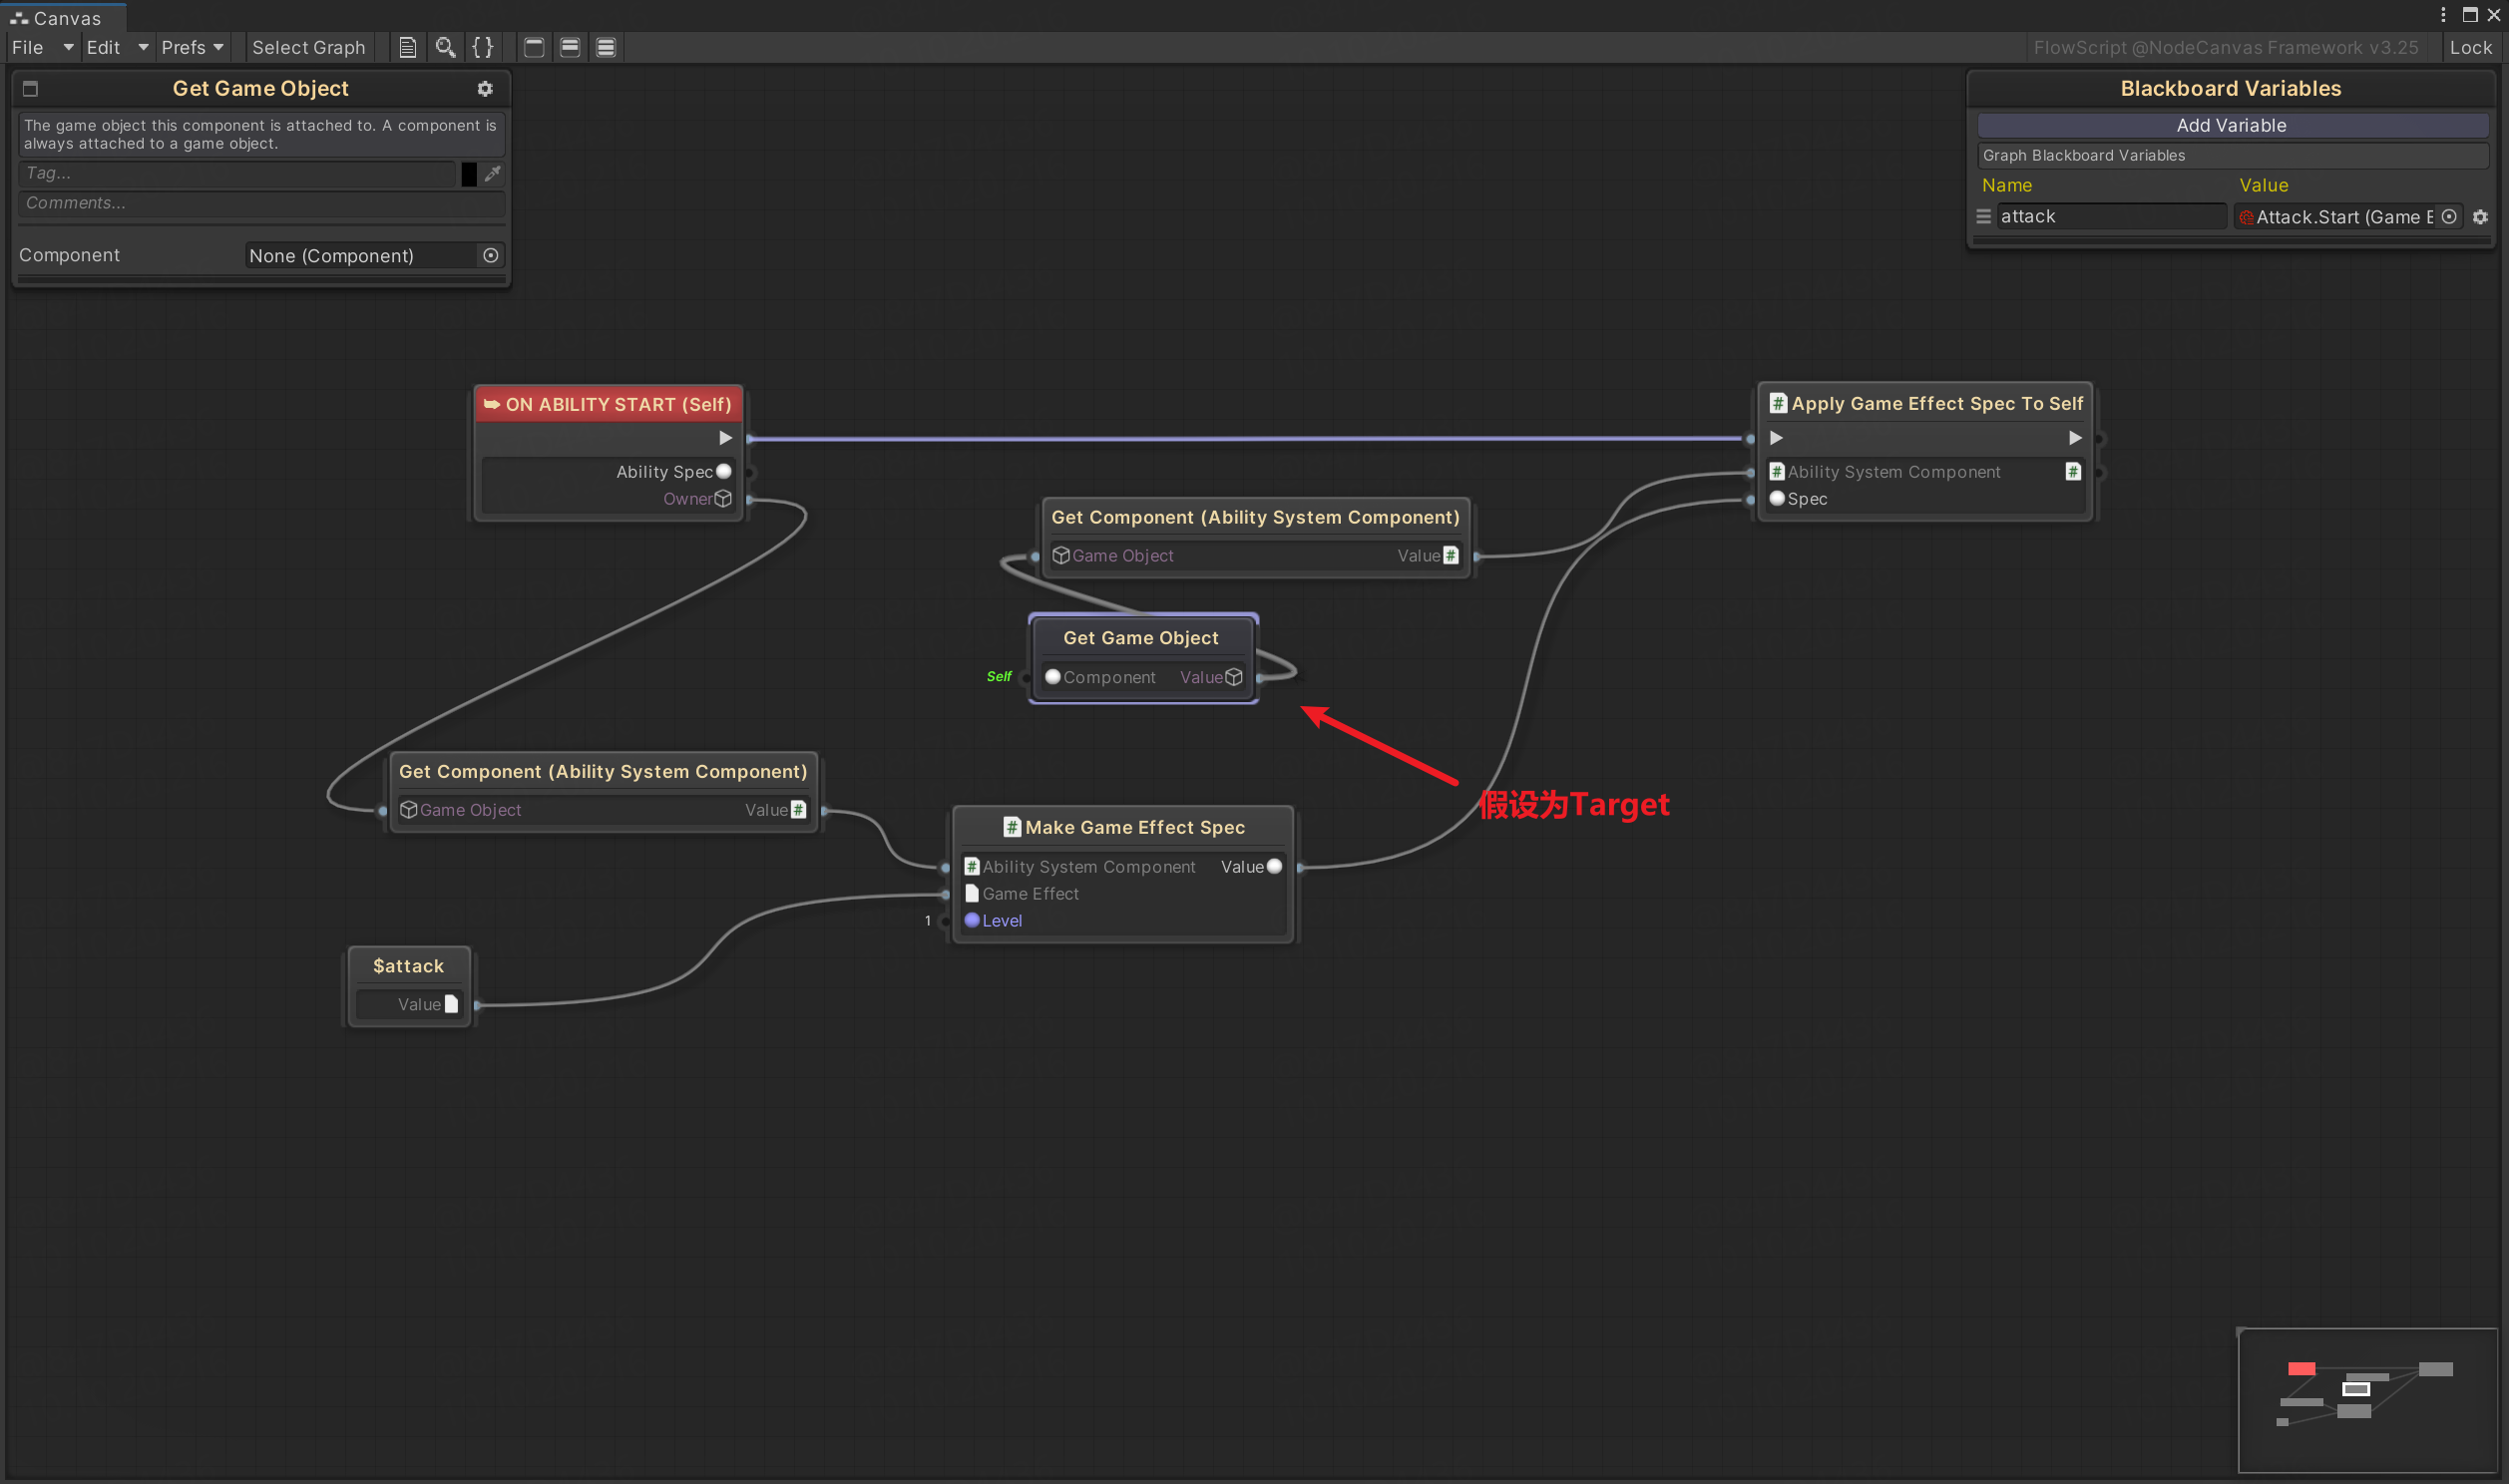 Canvas
File Edit Prefs Select Graph { } FlowScript @NodeCanvas Framework v3.25 Lock
Get Game Object
The game object this component is attached to. A component is
always attached to a game object.
Tag...
Comments...
Component None (Component)
Blackboard Variables
Add Variable
Graph Blackboard Variables
Name Value
attack Attack.Start (Game E
ON ABILITY START (Self)
Ability Spec
Owner
# Apply Game Effect Spec To Self
# Ability System Component #
Spec
Get Component (Ability System Component)
Game Object Value #
Get Game Object
Self Component Value
假设为Target
Get Component (Ability System Component)
Game Object Value #
# Make Game Effect Spec
# Ability System Component Value
Game Effect
1 Level
$attack
Value